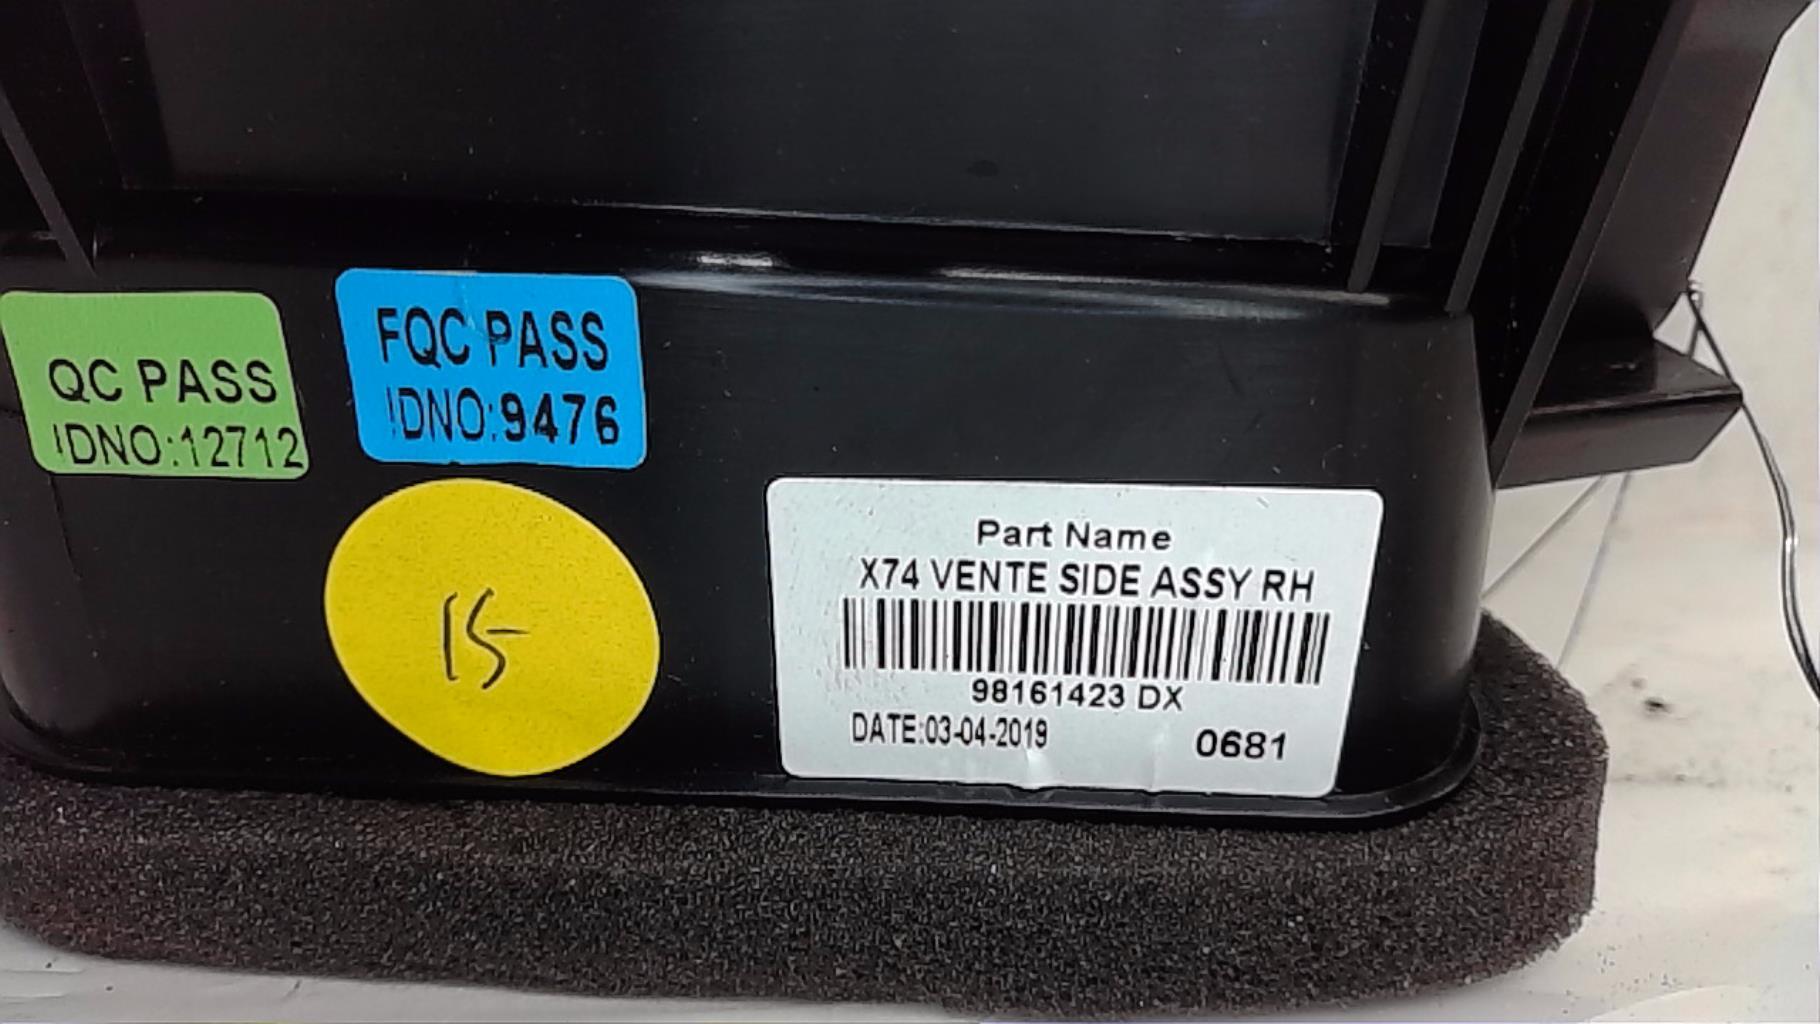 QC PASS
IDNO:12712
FQC PASS
IDNO:9476
15
Part Name
X74 VENTE SIDE ASSY RH
98161423 DX
DATE:03-04-2019
0681